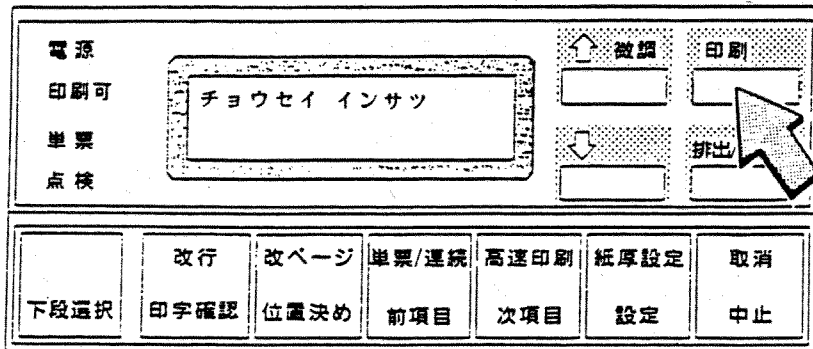 電源
印刷可
単票
点検
チョウセイ インサツ
微調
印刷
排出/
改行
改ページ
単票/連続
高速印刷
紙厚設定
取消
下段選択
印字確認
位置決め
前項目
次項目
設定
中止